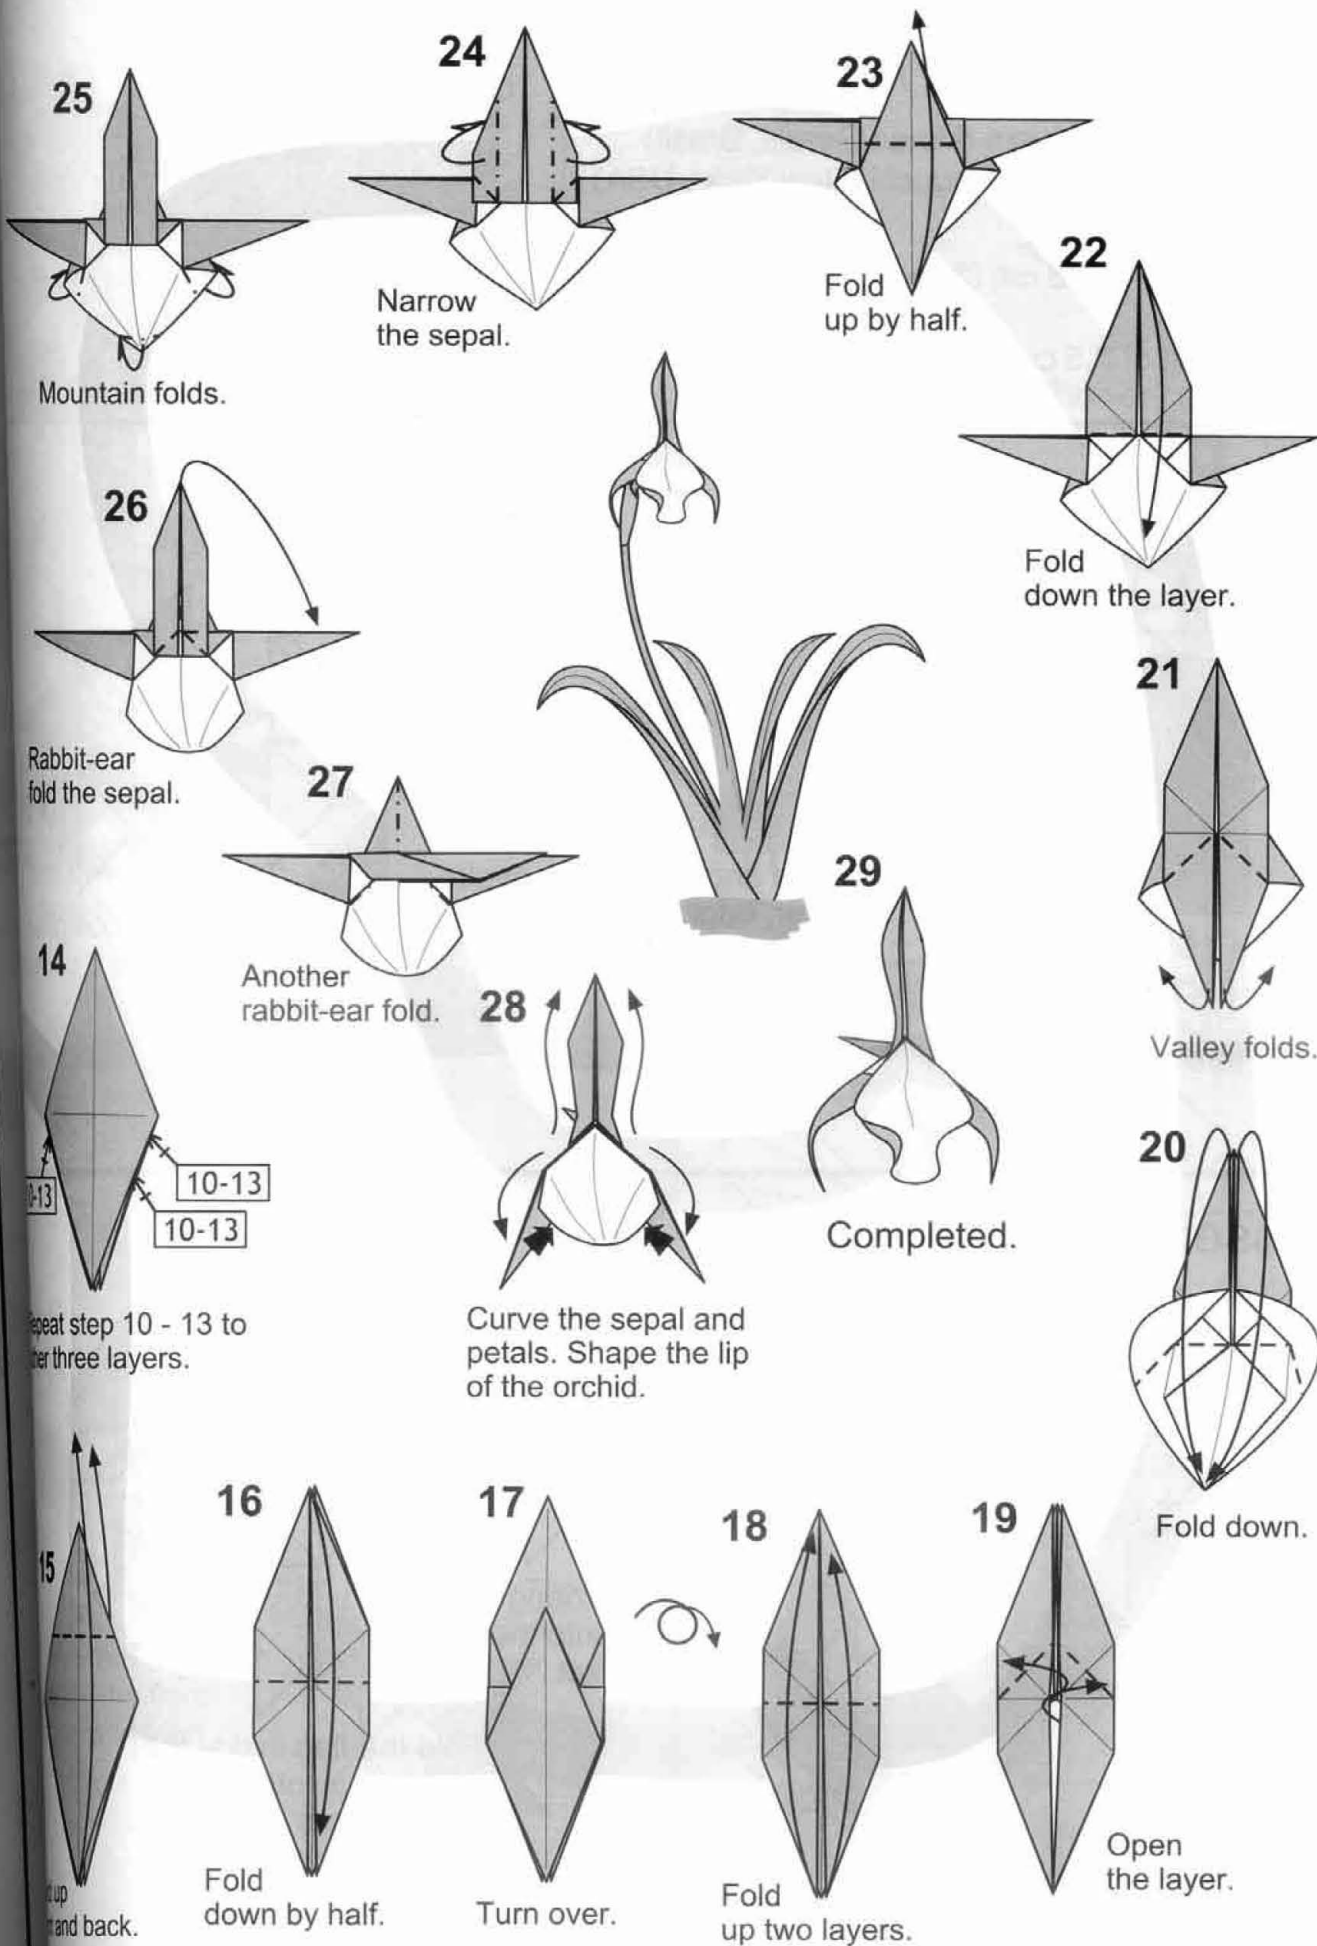 14
10-13
10-13
0-13
step 10 - 13 to
three layers.
15
up
and back.
16
Fold
down by half.
17
Turn over.
18
Fold
up two layers.
19
Open
the layer.
20
Fold down.
21
Valley folds.
22
Fold
down the layer.
23
Fold
up by half.
24
Narrow
the sepal.
25
Mountain folds.
26
Rabbit-ear
fold the sepal.
27
Another
rabbit-ear fold.
28
Curve the sepal and
petals. Shape the lip
of the orchid.
29
Completed.